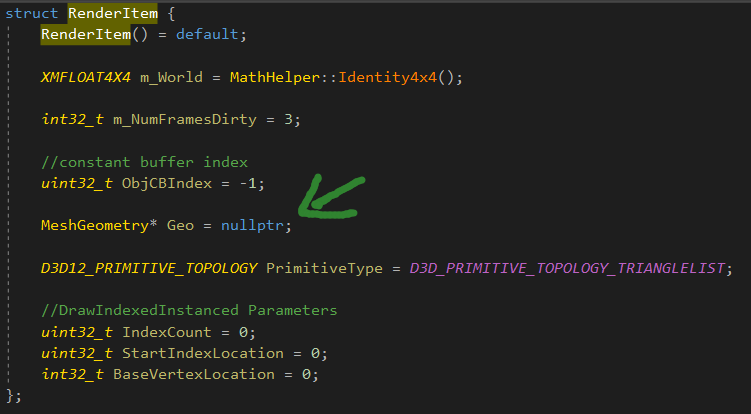 struct RenderItem {
RenderItem() = default;
XMFLOAT4X4 m_World = MathHelper::Identity4x4();
int32_t m_NumFramesDirty = 3;
//constant buffer index
uint32_t ObjCBIndex = -1;
MeshGeometry* Geo = nullptr;
D3D12_PRIMITIVE_TOPOLOGY PrimitiveType = D3D_PRIMITIVE_TOPOLOGY_TRIANGLELIST;
//DrawIndexedInstanced Parameters
uint32_t IndexCount = 0;
uint32_t StartIndexLocation = 0;
int32_t BaseVertexLocation = 0;
};